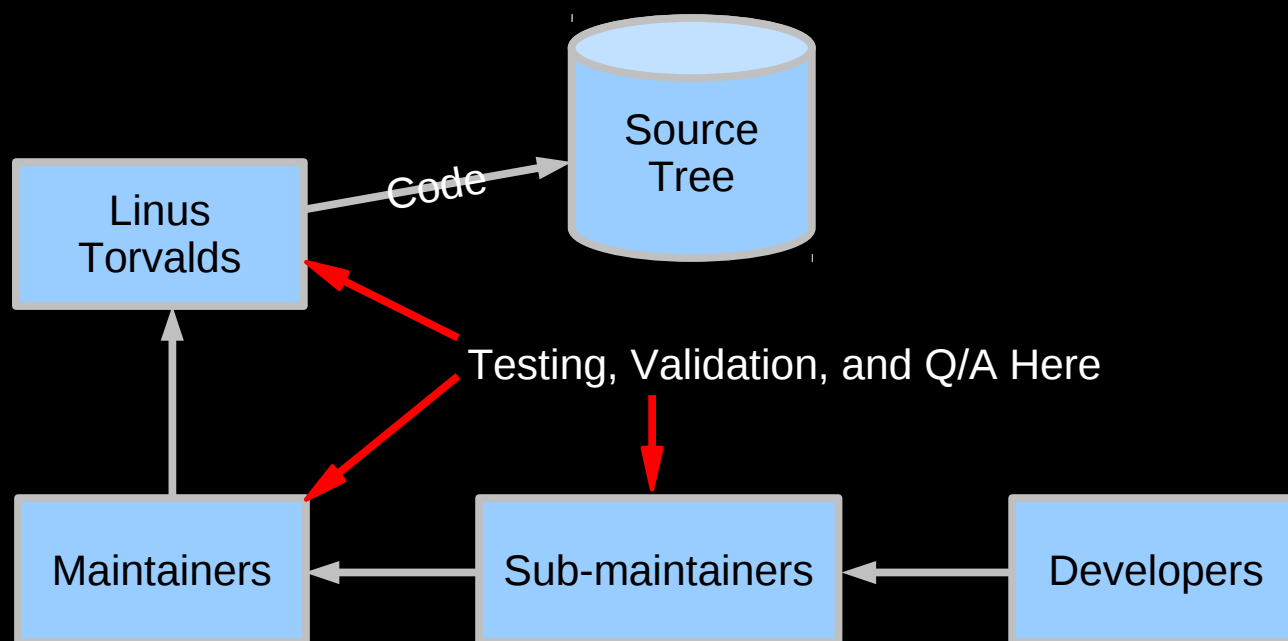 Source
Tree
Code
Linus
Torvalds
Testing, Validation, and Q/A Here
Maintainers
Sub-maintainers
Developers